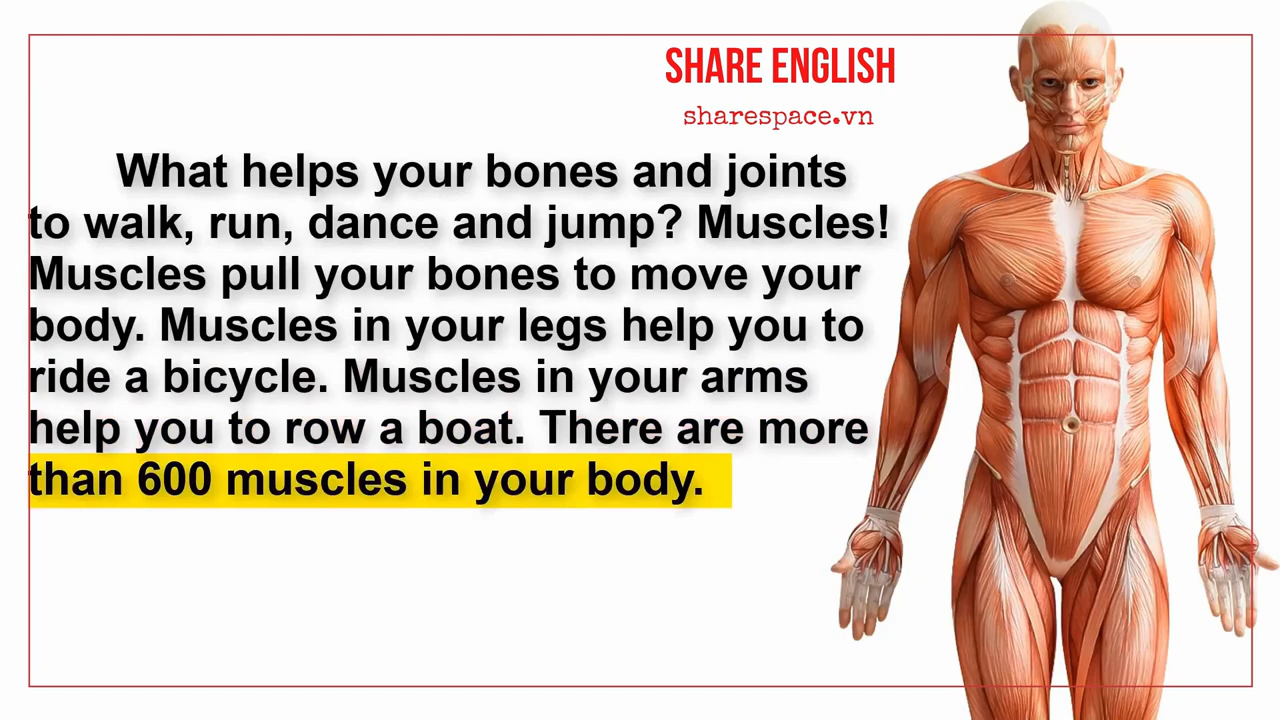 SHARE ENGLISH
sharespace.vn
What helps your bones and joints
to walk, run, dance and jump? Muscles!
Muscles pull your bones to move your
body. Muscles in your legs help you to
ride a bicycle. Muscles in your arms
help you to row a boat. There are more
than 600 muscles in your body.